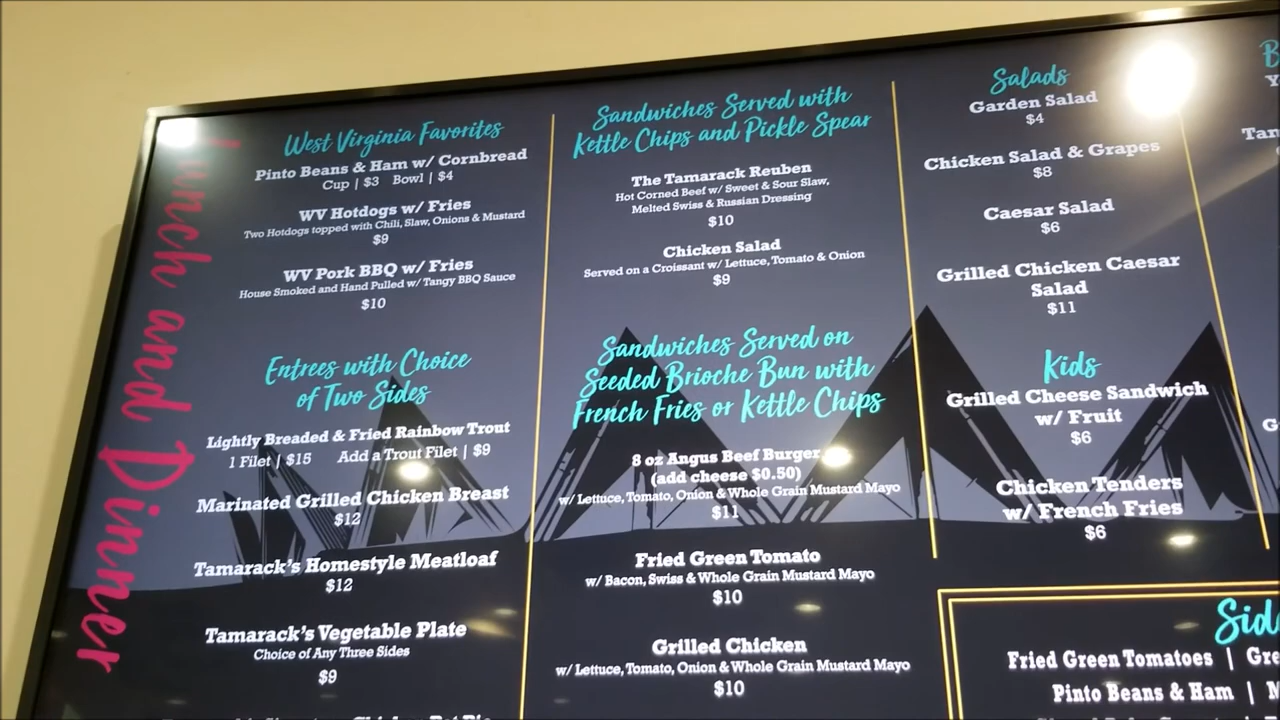 Lunch and Dinner
West Virginia Favorites
Pinto Beans & Ham w/ Cornbread
Cup | $3 Bowl | $4
WV Hotdogs w/ Fries
Two Hotdogs topped with Chili, Slaw, Onions & Mustard
$9
WV Pork BBQ w/ Fries
House Smoked and Hand Pulled w/ Tangy BBQ Sauce
$10
Entrees with Choice
of Two Sides
Lightly Breaded & Fried Rainbow Trout
1 Filet | $15 Add a Trout Filet | $9
Marinated Grilled Chicken Breast
$12
Tamarack's Homestyle Meatloaf
$12
Tamarack's Vegetable Plate
Choice of Any Three Sides
$9
Sandwiches Served with
Kettle Chips and Pickle Spear
The Tamarack Reuben
Hot Corned Beef w/ Sweet & Sour Slaw,
Melted Swiss & Russian Dressing
$10
Chicken Salad
Served on a Croissant w/ Lettuce, Tomato & Onion
$9
Sandwiches Served on
Seeded Brioche Bun with
French Fries or Kettle Chips
8 oz Angus Beef Burger
(add cheese $0.50)
w/ Lettuce, Tomato, Onion & Whole Grain Mustard Mayo
$11
Fried Green Tomato
w/ Bacon, Swiss & Whole Grain Mustard Mayo
$10
Grilled Chicken
w/ Lettuce, Tomato, Onion & Whole Grain Mustard Mayo
$10
Salads
Garden Salad
$4
Chicken Salad & Grapes
$8
Caesar Salad
$6
Grilled Chicken Caesar
Salad
$11
Kids
Grilled Cheese Sandwich
w/ Fruit
$6
Chicken Tenders
w/ French Fries
$6
Fried Green Tomatoes |
Pinto Beans & Ham |